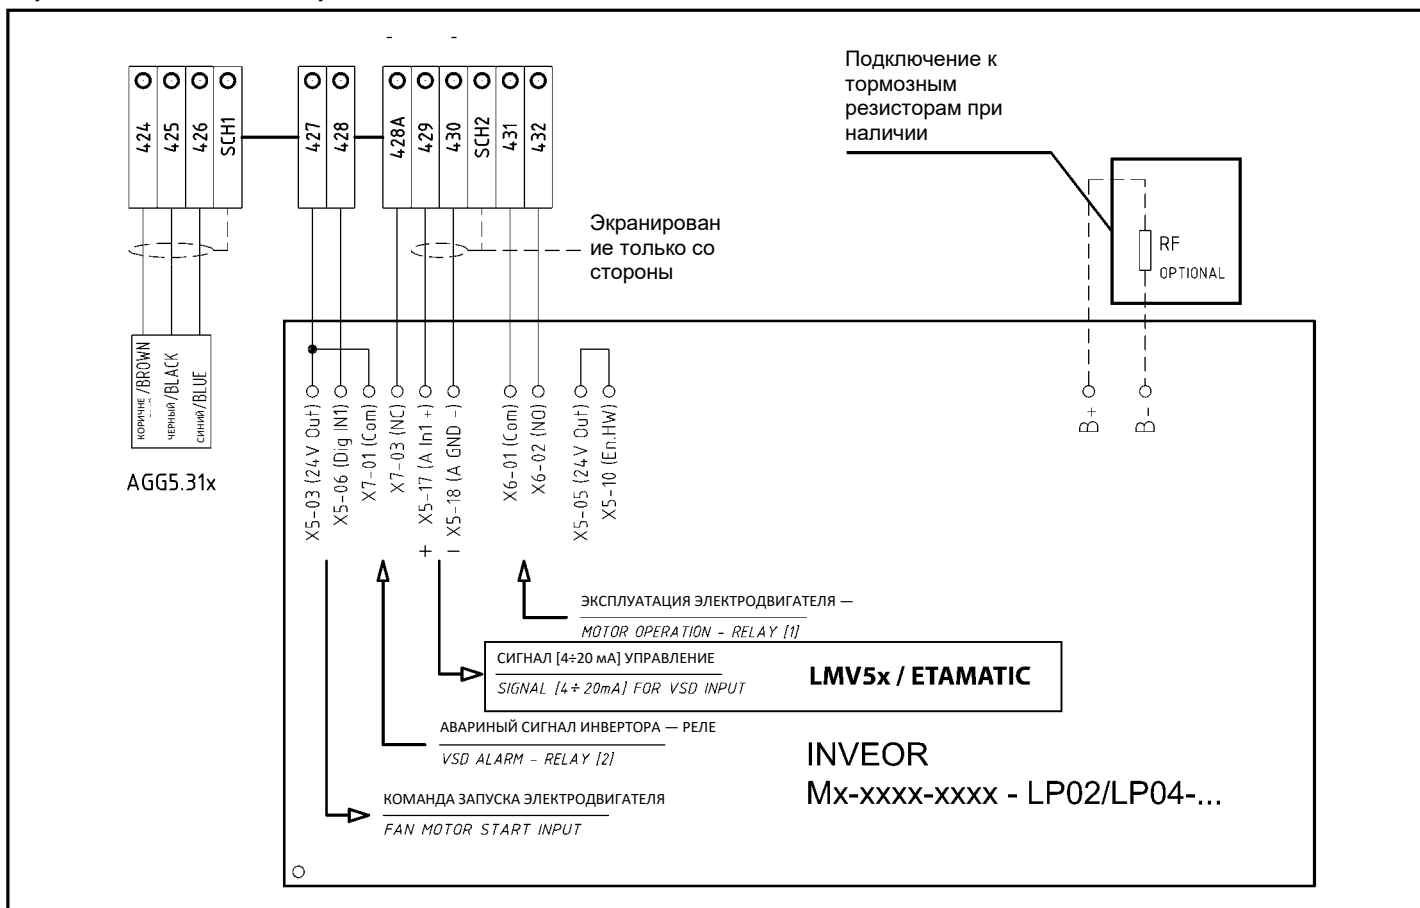 Подключение к
тормозным
резисторам при
наличии
424
425
426
SCH1
427
428
428A
429
430
SCH2
431
432
Экранирован
ие только со
стороны
RF
OPTIONAL
КОРИЧНЕ /BROWN
ЧЕРНЫЙ /BLACK
СИНИЙ /BLUE
AGG5.31x
X5-03 (24V Out)
X5-06 (Dig IN1)
X7-01 (Com)
X7-03 (NC)
+ X5-17 (A In1 +)
– X5-18 (A GND -)
X6-01 (Com)
X6-02 (NO)
X5-05 (24V Out)
X5-10 (En.HW)
B+
B-
ЭКСПЛУАТАЦИЯ ЭЛЕКТРОДВИГАТЕЛЯ —
MOTOR OPERATION - RELAY [1]
СИГНАЛ [4÷20 мА] УПРАВЛЕНИЕ
SIGNAL [4÷20mA] FOR VSD INPUT
LMV5x / ETAMATIC
АВАРИНЫЙ СИГНАЛ ИНВЕРТОРА — РЕЛЕ
VSD ALARM - RELAY [2]
INVEOR
Mx-xxxx-xxxx - LP02/LP04-...
КОМАНДА ЗАПУСКА ЭЛЕКТРОДВИГАТЕЛЯ
FAN MOTOR START INPUT